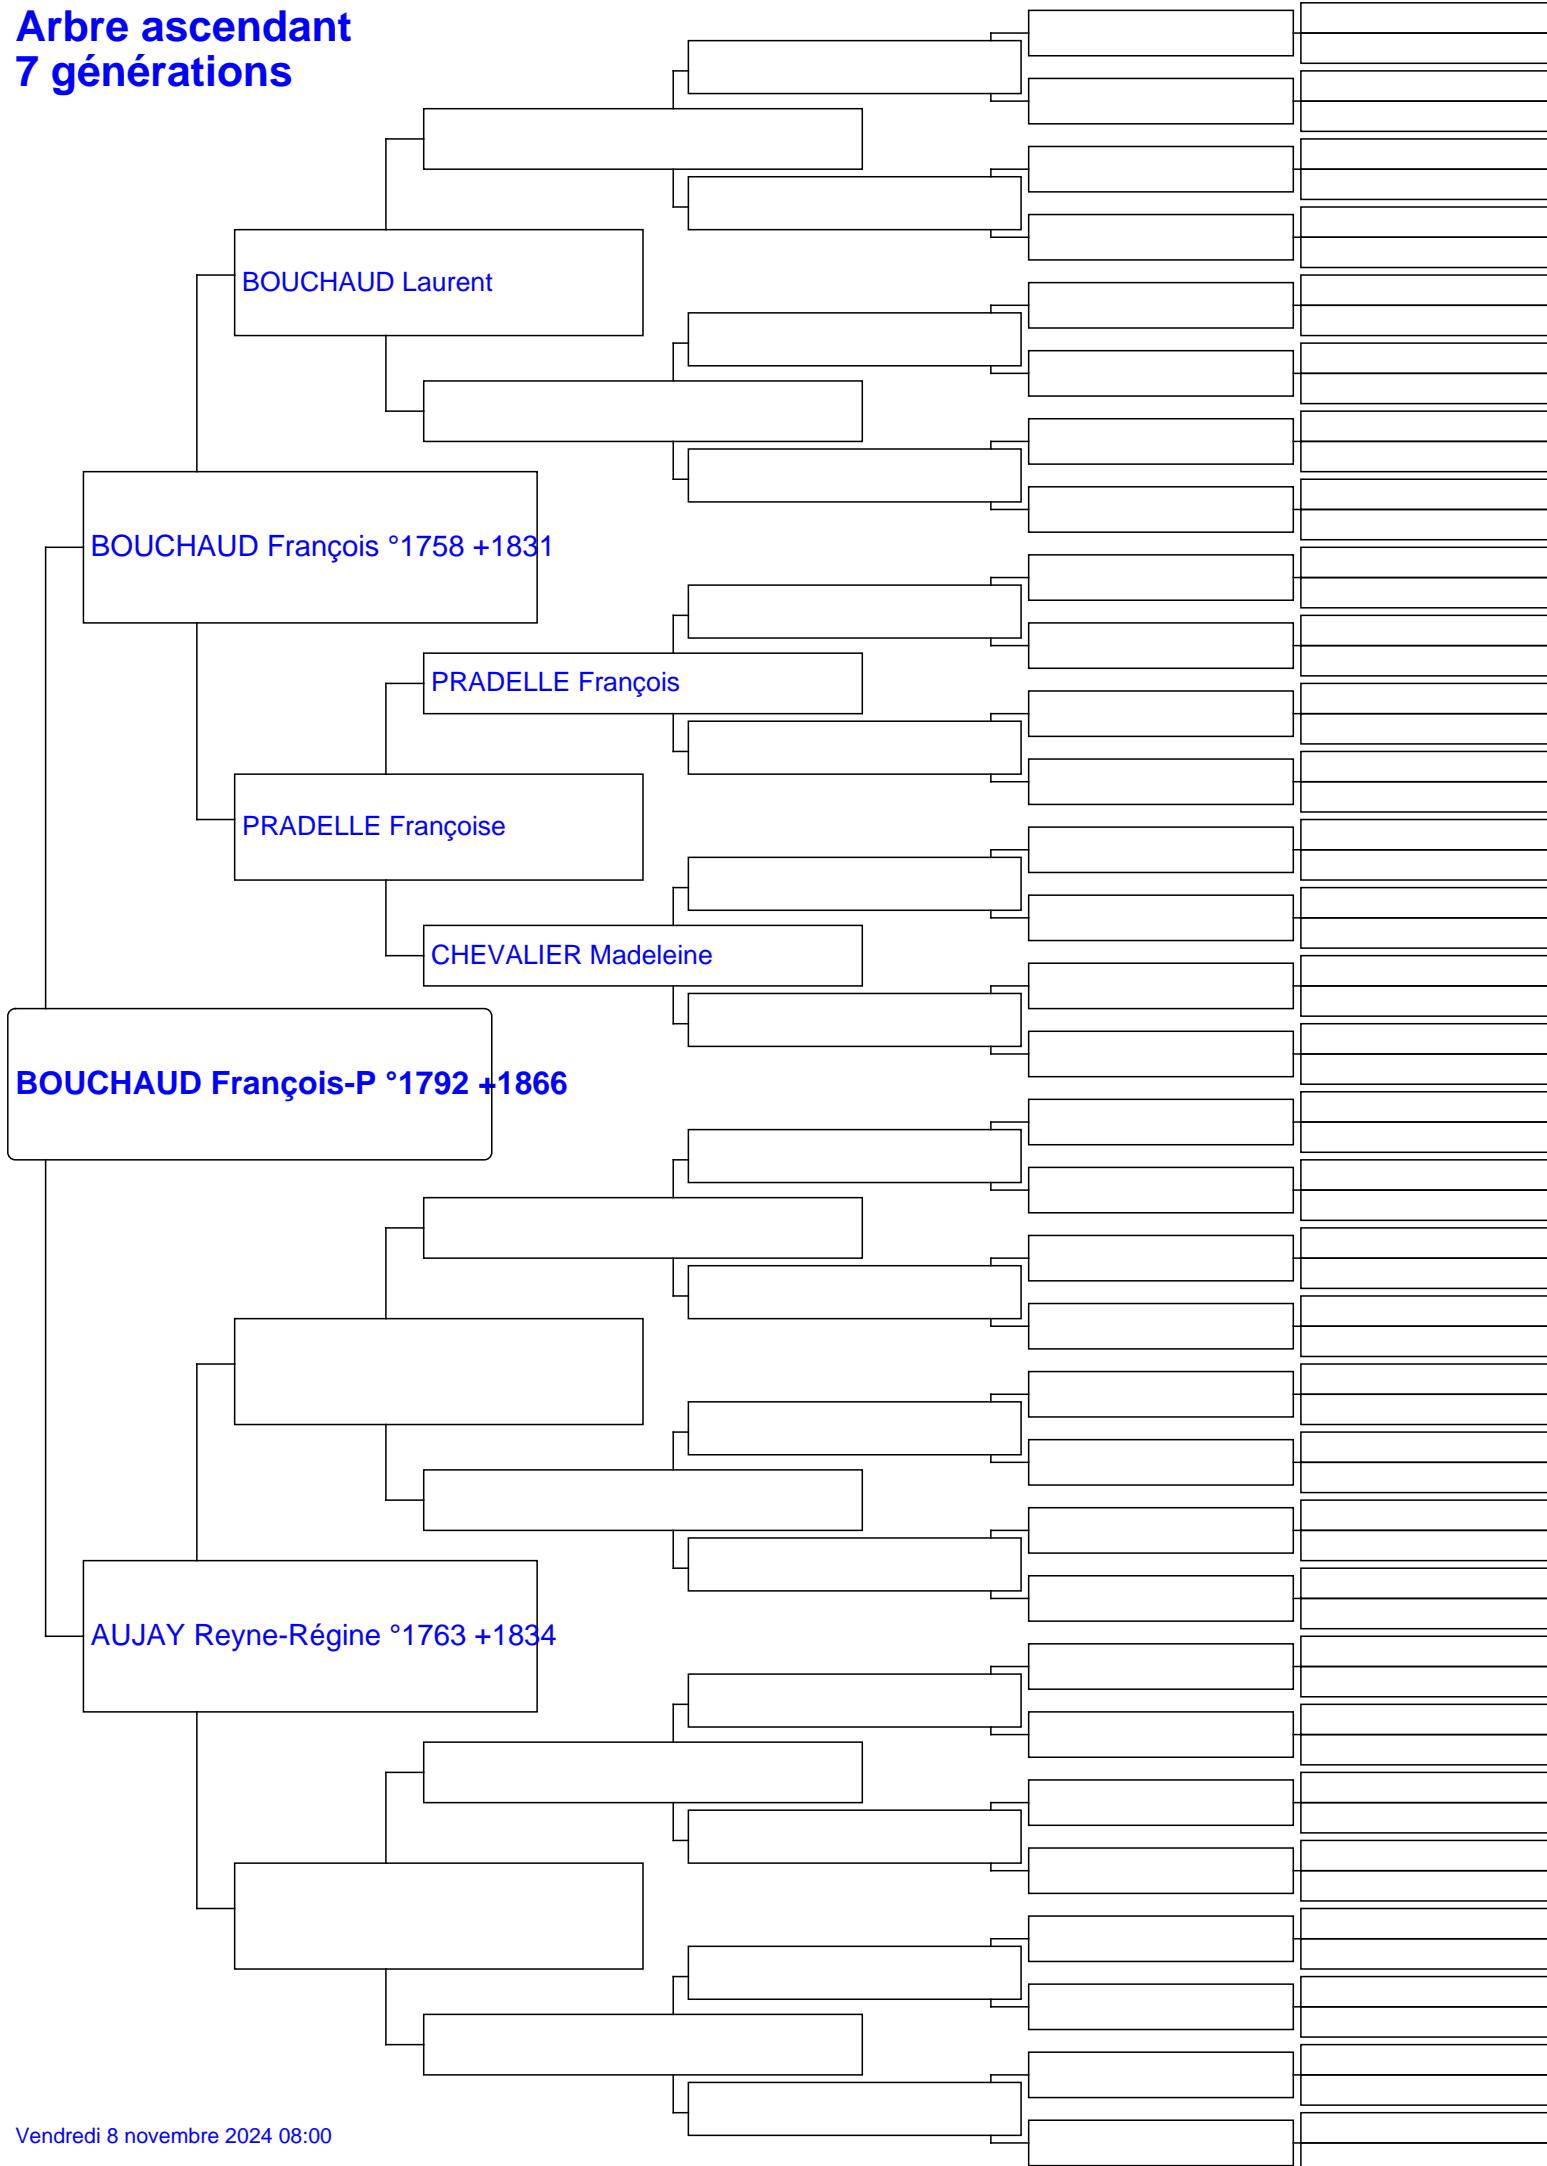 Arbre ascendant
7 générations
BOUCHAUD Laurent
BOUCHAUD François °1758 +1831
PRADELLE François
PRADELLE Françoise
CHEVALIER Madeleine
BOUCHAUD François-P °1792 +1866
AUJAY Reyne-Régine °1763 +1834
Vendredi 8 novembre 2024 08:00